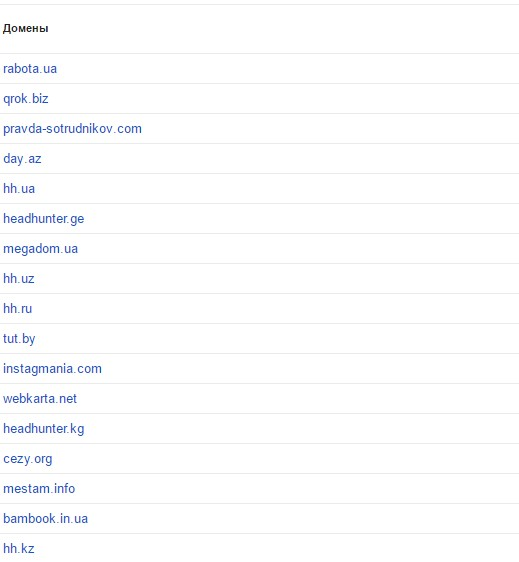 Домены
rabota.ua
qrok.biz
pravda-sotrudnikov.com
day.az
hh.ua
headhunter.ge
megadom.ua
hh.uz
hh.ru
tut.by
instagmania.com
webkarta.net
headhunter.kg
cezy.org
mestam.info
bambook.in.ua
hh.kz